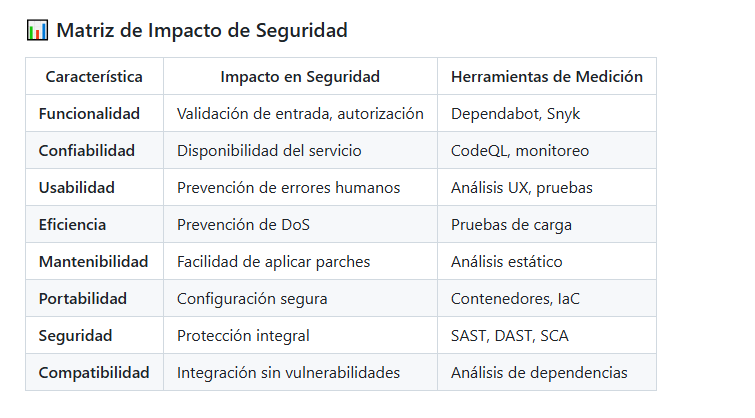 📊 Matriz de Impacto de Seguridad
Característica Impacto en Seguridad Herramientas de Medición
Funcionalidad Validación de entrada, autorización Dependabot, Snyk
Confiabilidad Disponibilidad del servicio CodeQL, monitoreo
Usabilidad Prevención de errores humanos Análisis UX, pruebas
Eficiencia Prevención de DoS Pruebas de carga
Mantenibilidad Facilidad de aplicar parches Análisis estático
Portabilidad Configuración segura Contenedores, IaC
Seguridad Protección integral SAST, DAST, SCA
Compatibilidad Integración sin vulnerabilidades Análisis de dependencias